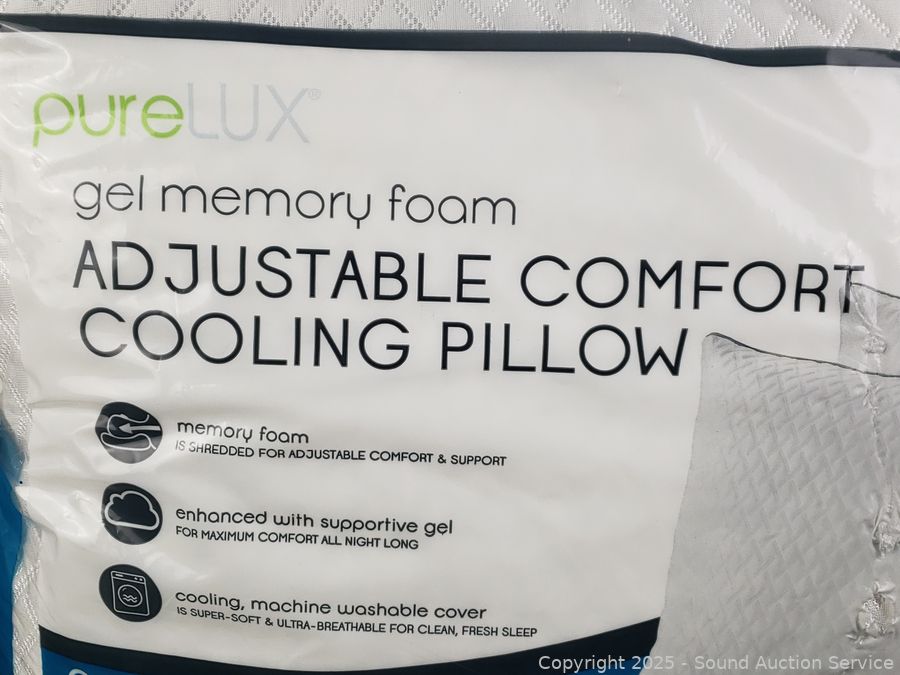 pureLUX®
gel memory foam
ADJUSTABLE COMFORT
COOLING PILLOW
memory foam
IS SHREDDED FOR ADJUSTABLE COMFORT & SUPPORT
enhanced with supportive gel
FOR MAXIMUM COMFORT ALL NIGHT LONG
cooling, machine washable cover
IS SUPER-SOFT & ULTRA-BREATHABLE FOR CLEAN, FRESH SLEEP
Copyright 2025 - Sound Auction Service